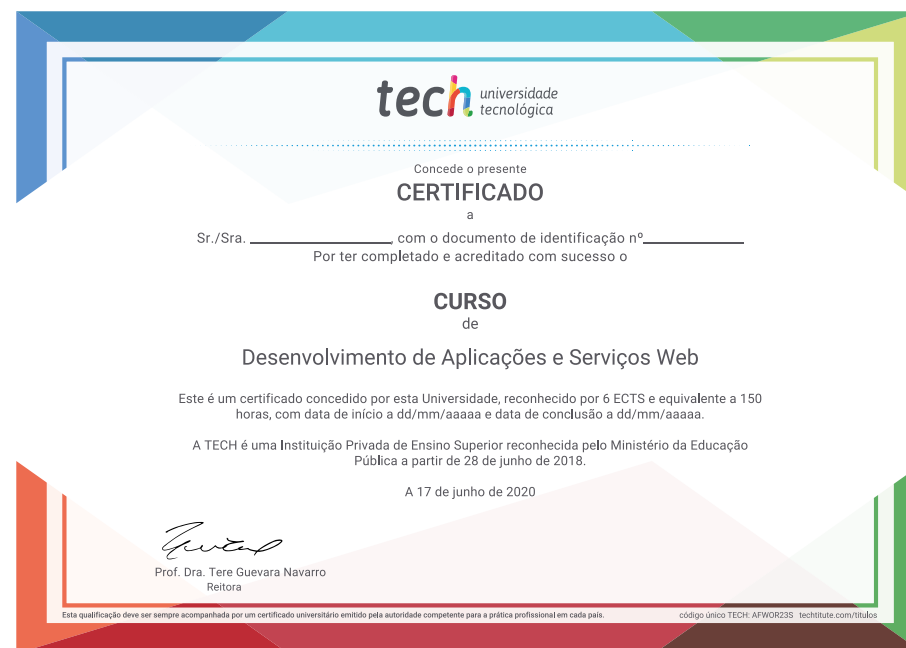 tech universidade
tecnológica
Concede o presente
CERTIFICADO
a
Sr./Sra. _________________, com o documento de identificação nº____________
Por ter completado e acreditado com sucesso o
CURSO
de
Desenvolvimento de Aplicações e Serviços Web
Este é um certificado concedido por esta Universidade, reconhecido por 6 ECTS e equivalente a 150
horas, com data de início a dd/mm/aaaaa e data de conclusão a dd/mm/aaaaa.
A TECH é uma Instituição Privada de Ensino Superior reconhecida pelo Ministério da Educação
Pública a partir de 28 de junho de 2018.
A 17 de junho de 2020
Prof. Dra. Tere Guevara Navarro
Reitora
Esta qualificação deve ser sempre acompanhada por um certificado universitário emitido pela autoridade competente para a prática profissional em cada país. código único TECH: AFWOR23S techtitute.com/titulos